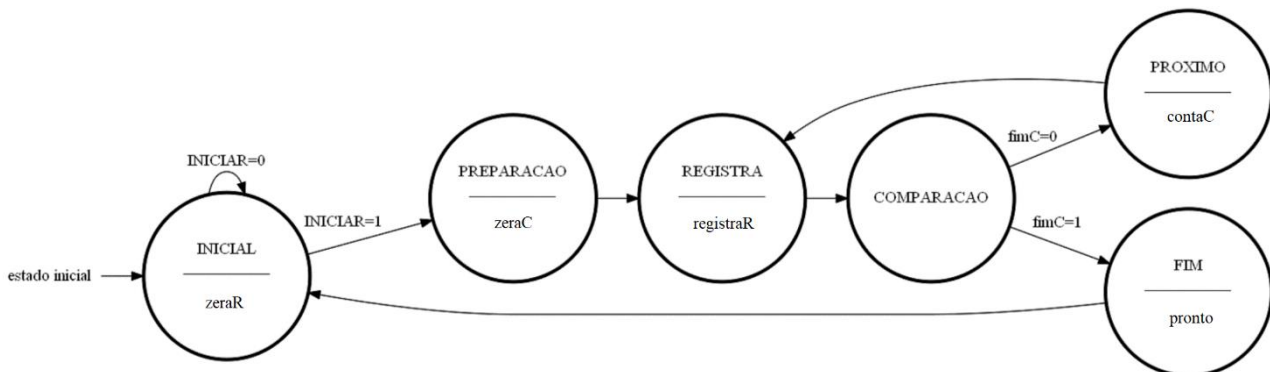 estado inicial
INICIAR=0
INICIAL
zeraR
INICIAR=1
PREPARACAO
zeraC
REGISTRA
registraR
COMPARACAO
fimC=0
PROXIMO
contaC
fimC=1
FIM
pronto